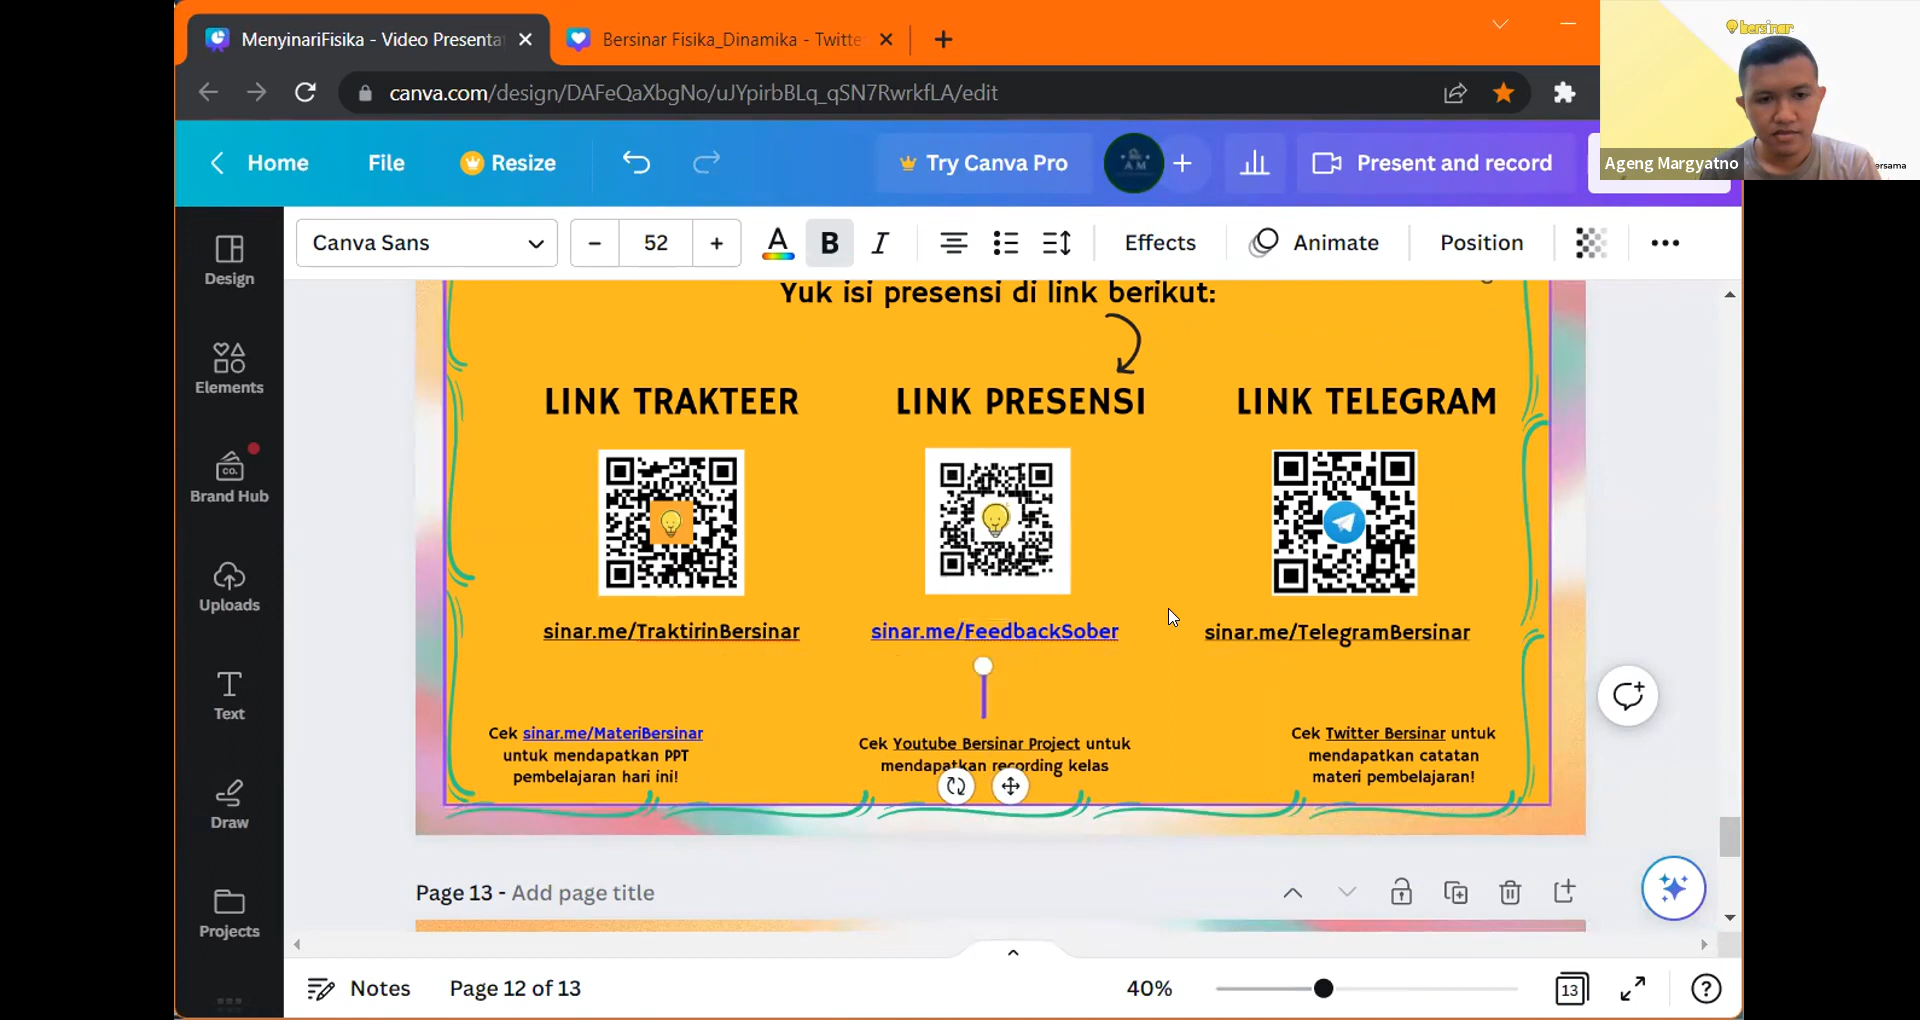 MenyinariFisika - Video Presenta
Bersinar Fisika_Dinamika - Twitte
canva.com/design/DAFeQaXbgNo/uJYpirbBLq_qSN7RwrkfLA/edit
bersinar
Ageng Margyatno
ersama
Home
File
Resize
Try Canva Pro
A M
Present and record
Canva Sans
52
A
B
I
Effects
Animate
Position
Design
Elements
CO.
Brand Hub
Uploads
Text
Draw
Projects
Yuk isi presensi di link berikut:
LINK TRAKTEER
LINK PRESENSI
LINK TELEGRAM
sinar.me/TraktirinBersinar
sinar.me/FeedbackSober
sinar.me/TelegramBersinar
Cek sinar.me/MateriBersinar
untuk mendapatkan PPT
pembelajaran hari ini!
Cek Youtube Bersinar Project untuk
mendapatkan recording kelas
Cek Twitter Bersinar untuk
mendapatkan catatan
materi pembelajaran!
Page 13 - Add page title
Notes
Page 12 of 13
40%
13